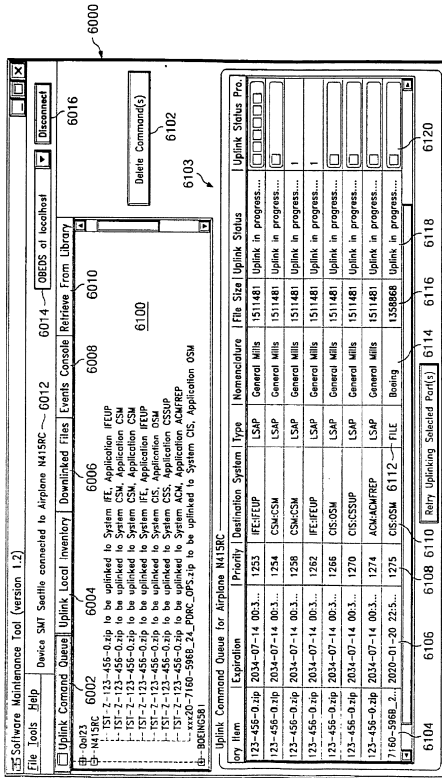 Software Maintenance Tool (version 1.2)
File Tools Help
Device SMT Seattle connected to Airplane N415RC
6012
6014
OBEDS at localhost
Disconnect
6016
6000
Uplink Comand Queue
Uplink Local Inventory
Downlinked Files
Events Console
Retrieve From Library
6002
6004
6006
6008
6010
N415RC
TST-Z-123-456-0.zip to be uplinked to System IFE, Application IFEUP
TST-Z-123-456-0.zip to be uplinked to System CSM, Application CSM
TST-Z-123-456-0.zip to be uplinked to System CSM, Application CSM
TST-Z-123-456-0.zip to be uplinked to System IFE, Application IFEUP
TST-Z-123-456-0.zip to be uplinked to System CIS, Application OSM
TST-Z-123-456-0.zip to be uplinked to System CSS, Application CSSUP
TST-Z-123-456-0.zip to be uplinked to System ACM, Application ACMFREP
xxx20-7160-596B_24_PDRC_OPS.zip to be uplinked to System CIS, Application OSM
BOEING581
6100
Delete Command(s)
6102
6103
Uplink Command Queue for Airplane N415RC
ory Item Expiration Priority Destination System Type Nomenclature File Size Uplink Status Uplink Status Pro.
123-456-0.zip 2034-07-14 00:3... 1253 IFE:IFEUP LSAP General Mills 1511481 Uplink in progress....
123-456-0.zip 2034-07-14 00:3... 1254 CSM:CSM LSAP General Mills 1511481 Uplink in progress....
123-456-0.zip 2034-07-14 00:3... 1258 CSM:CSM LSAP General Mills 1511481 Uplink in progress.... 1
123-456-0.zip 2034-07-14 00:3... 1262 IFE:IFEUP LSAP General Mills 1511481 Uplink in progress.... 1
123-456-0.zip 2034-07-14 00:3... 1266 CIS:OSM LSAP General Mills 1511481 Uplink in progress....
123-456-0.zip 2034-07-14 00:3... 1270 CIS:CSSUP LSAP General Mills 1511481 Uplink in progress....
123-456-0.zip 2034-07-14 00:3... 1274 ACM:ACMFREP LSAP General Mills 1511481 Uplink in progress....
7160-596B_2... 2020-01-20 22:5... 1275 CIS:OSM 6112 FILE Boeing 1358868 Uplink in progress....
6104
6106
6108
6110
6114
6116
6118
6120
Retry Uplinking Selected Part(s)